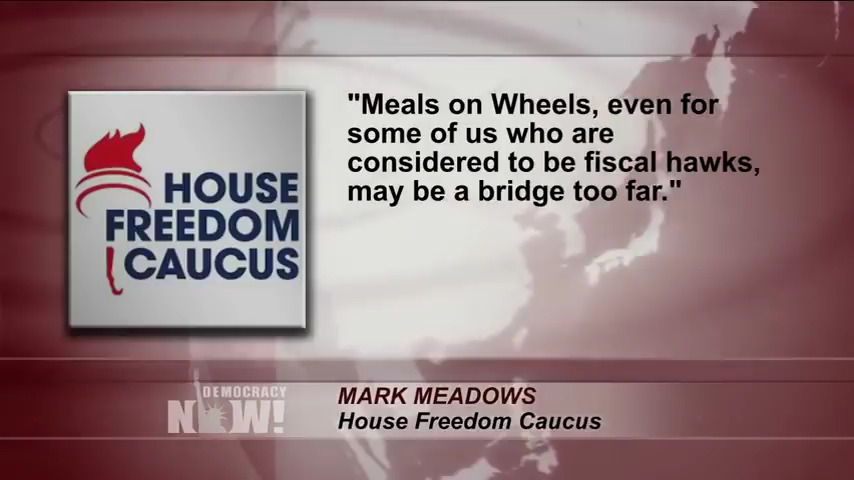 "Meals on Wheels, even for
some of us who are
considered to be fiscal hawks,
may be a bridge too far."
HOUSE
FREEDOM
CAUCUS
MARK MEADOWS
House Freedom Caucus
DEMOCRACY
NOW!